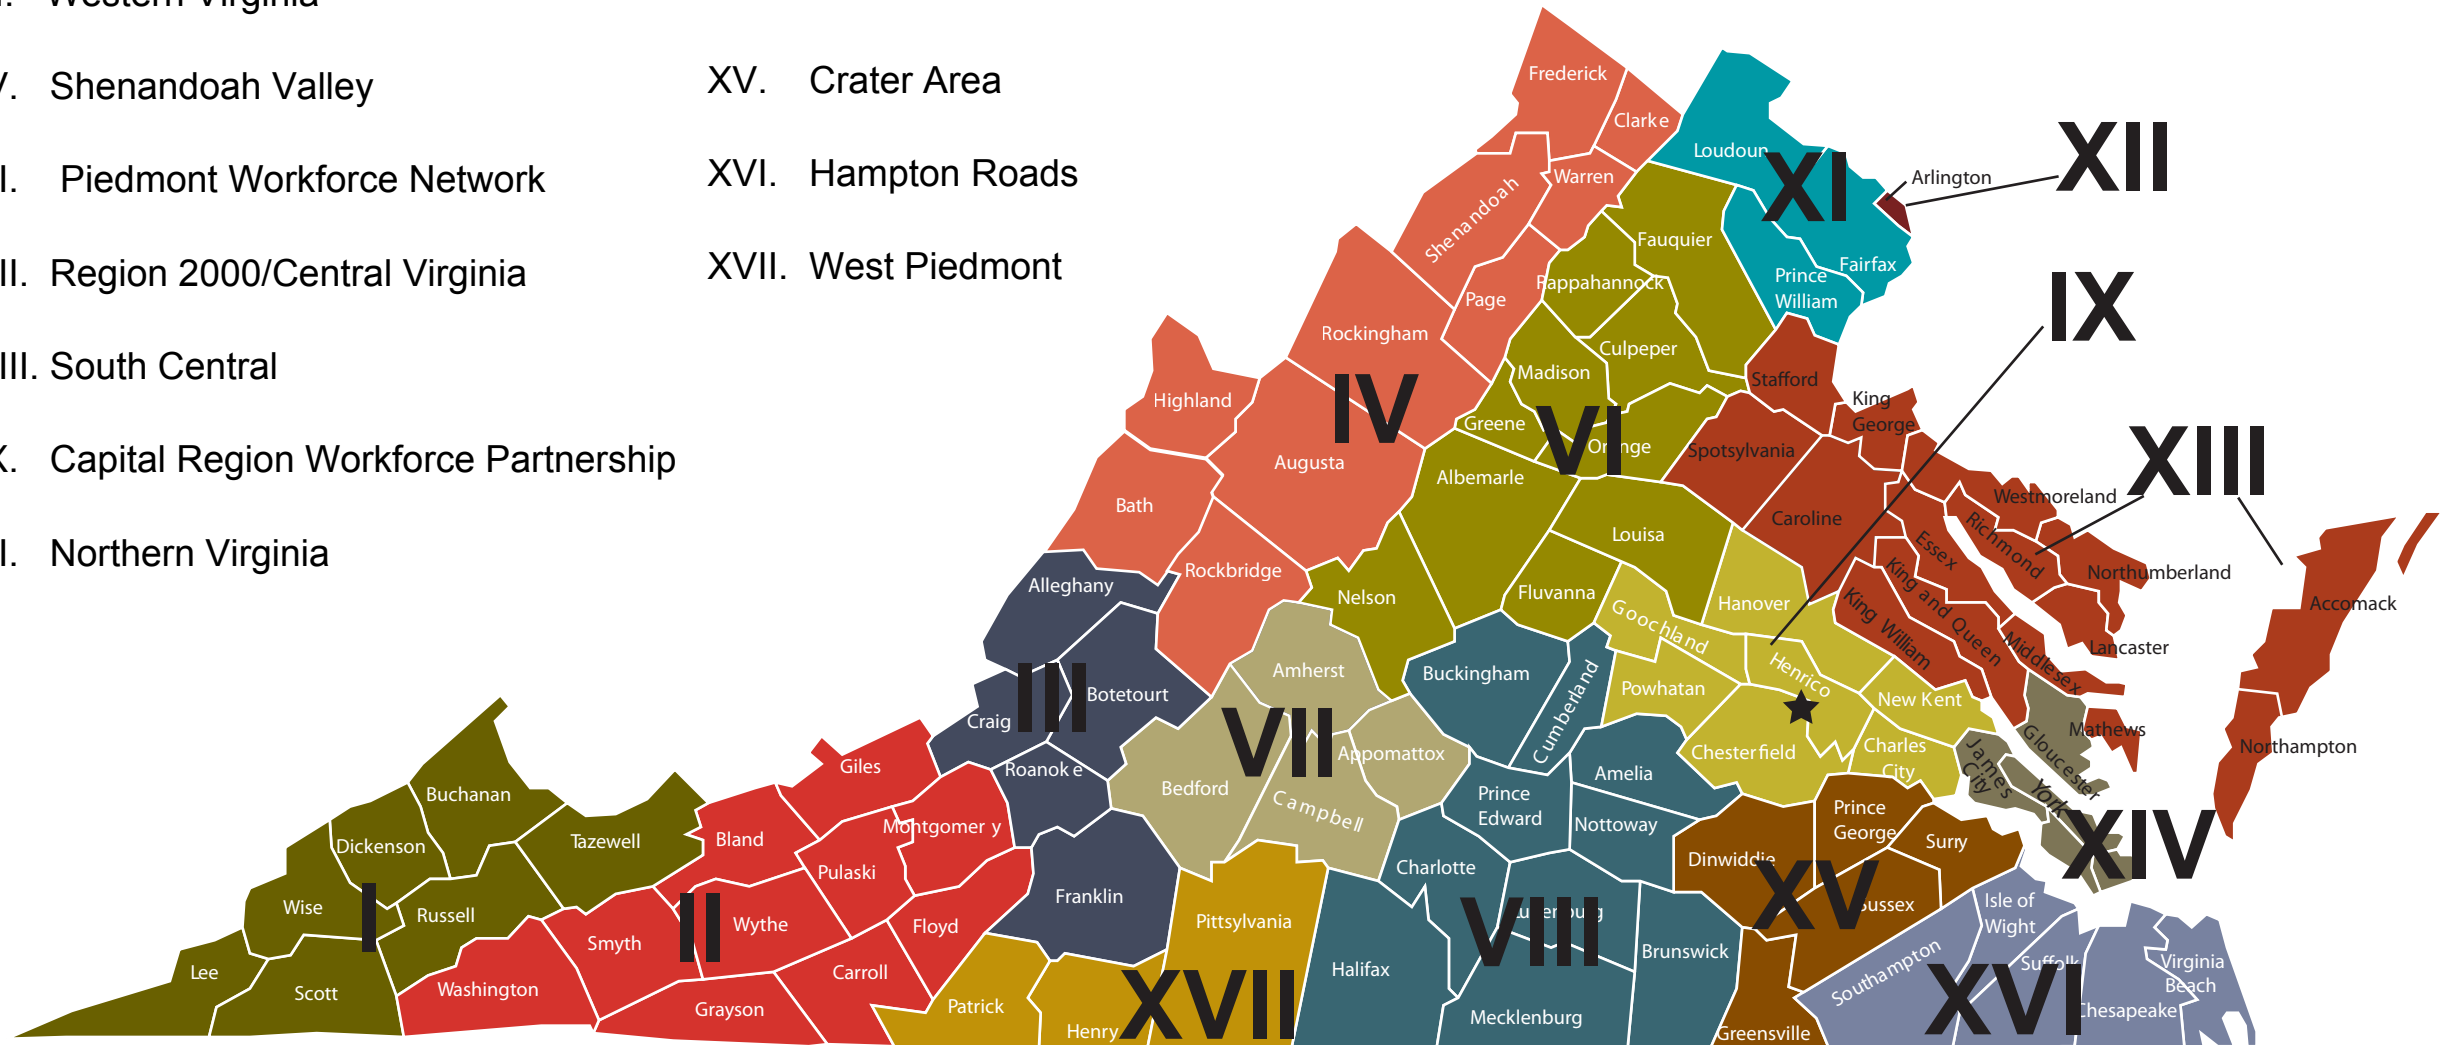 Western Virginia
V. Shenandoah Valley
I. Piedmont Workforce Network
II. Region 2000/Central Virginia
III. South Central
X. Capital Region Workforce Partnership
I. Northern Virginia
XV. Crater Area
XVI. Hampton Roads
XVII. West Piedmont
Frederick
Clarke
Loudoun
XI
XII
Arlington
Warren
Shenandoah
Fauquier
Fairfax
Prince
William
Rappahannock
Page
IX
Rockingham
Culpeper
Madison
Stafford
Highland
IV
King
George
Greene
VI
Orange
Spotsylvania
Augusta
Albemarle
XIII
Westmoreland
Bath
Caroline
Richmond
Louisa
Essex
Rockbridge
Northumberland
Alleghany
Nelson
Fluvanna
Hanover
Goochland
King and Queen
King William
Accomack
Lancaster
Middlesex
Amherst
Buckingham
Cumberland
Powhatan
Henrico
New Kent
III
Botetourt
Craig
VII
Appomattox
Chesterfield
Charles
City
James
City
Gloucester
Mathews
Northampton
Giles
Roanoke
Bedford
Campbell
Amelia
Prince
Edward
Nottoway
Prince
George
York
XIV
Buchanan
Dickenson
Tazewell
Bland
Montgomery
Pulaski
Dinwiddie
Surry
Charlotte
Franklin
Wise
I
Russell
II
Wythe
Floyd
Pittsylvania
VIII
Lunenburg
XV
Sussex
Isle of
Wight
Smyth
Brunswick
Lee
Scott
Washington
Carroll
Grayson
Patrick
Henry
XVII
Halifax
Mecklenburg
Greensville
Southampton
XVI
Suffolk
Chesapeake
Virginia
Beach